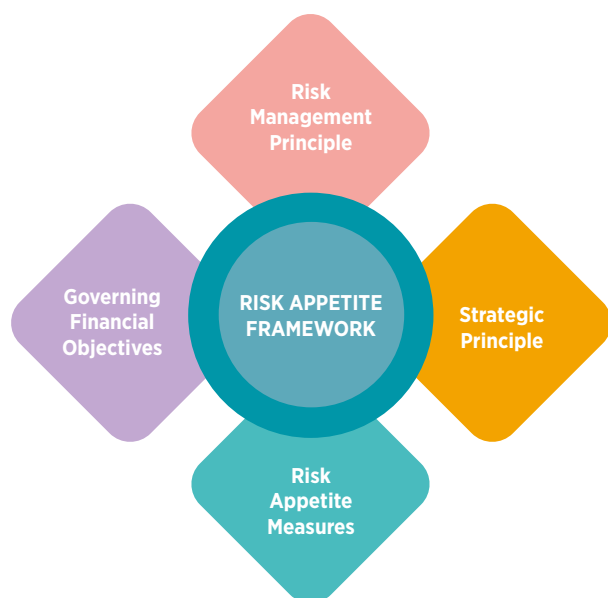 Risk
Management
Principle
Governing
Financial
Objectives
RISK APPETITE
FRAMEWORK
Strategic
Principle
Risk
Appetite
Measures